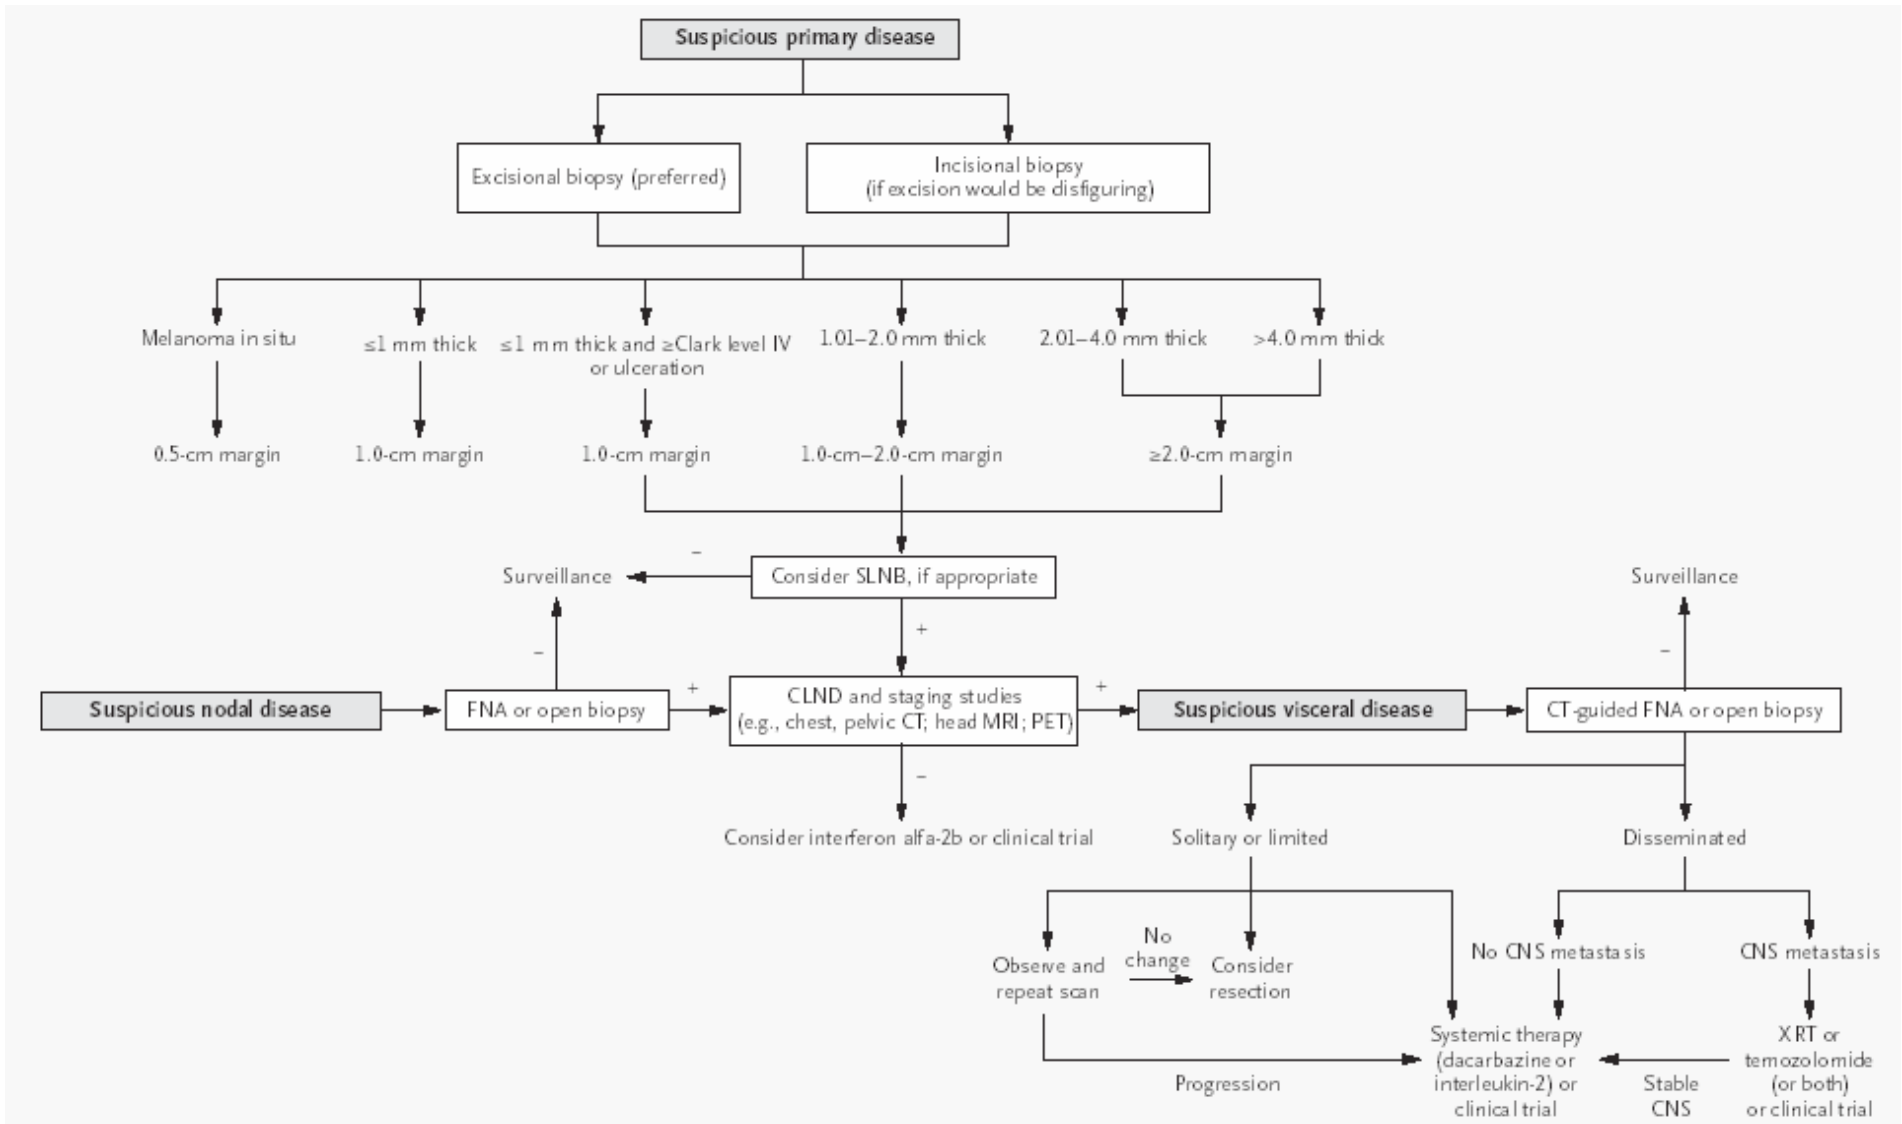 Suspicious primary disease
Excisional biopsy (preferred)
Incisional biopsy
(if excision would be disfiguring)
Melanoma in situ
≤1 mm thick
≤1 mm thick and ≥Clark level IV
or ulceration
1.01–2.0 mm thick
2.01–4.0 mm thick
>4.0 mm thick
0.5-cm margin
1.0-cm margin
1.0-cm margin
1.0-cm–2.0-cm margin
≥2.0-cm margin
–
Surveillance
Consider SLNB, if appropriate
Surveillance
+
–
–
Suspicious nodal disease
FNA or open biopsy
+
CLND and staging studies
(e.g., chest, pelvic CT; head MRI; PET)
+
Suspicious visceral disease
CT-guided FNA or open biopsy
–
Consider interferon alfa-2b or clinical trial
Solitary or limited
Disseminated
Observe and
repeat scan
No
change
Consider
resection
No CNS metastasis
CNS metastasis
Progression
Systemic therapy
(dacarbazine or
interleukin-2) or
clinical trial
Stable
CNS
XRT or
temozolomide
(or both)
or clinical trial